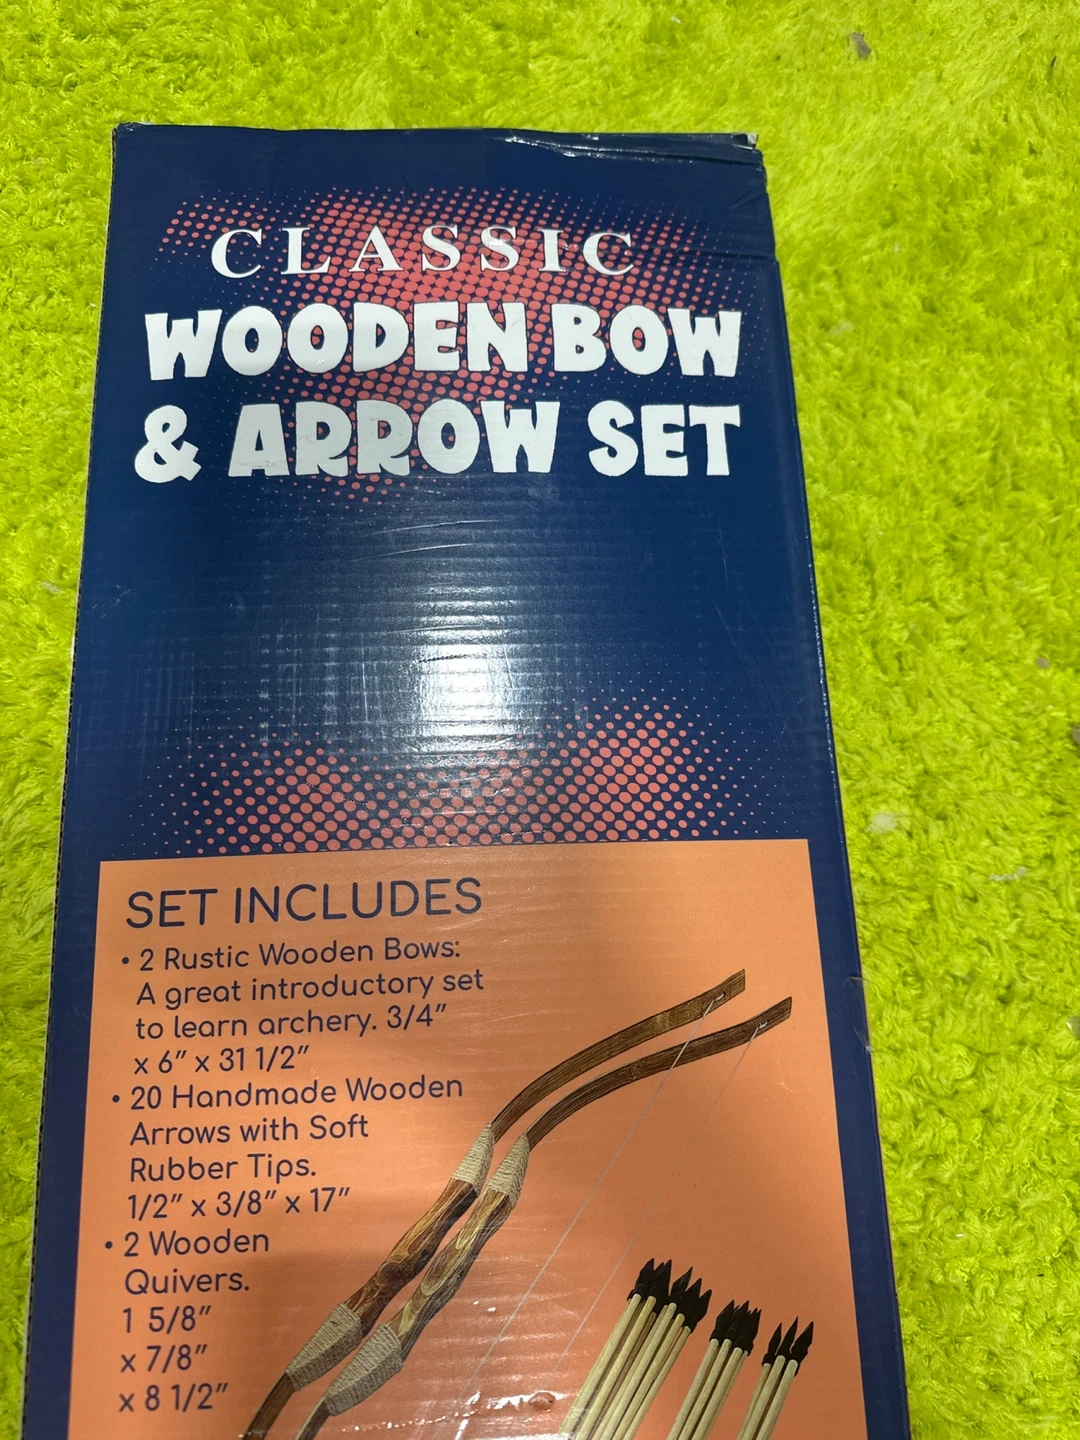 CLASSIC
WOODEN BOW
& ARROW SET
SET INCLUDES
• 2 Rustic Wooden Bows:
A great introductory set
to learn archery. 3/4”
x 6” x 31 1/2”
• 20 Handmade Wooden
Arrows with Soft
Rubber Tips.
1/2” x 3/8” x 17”
• 2 Wooden
Quivers.
1 5/8”
x 7/8”
x 8 1/2”